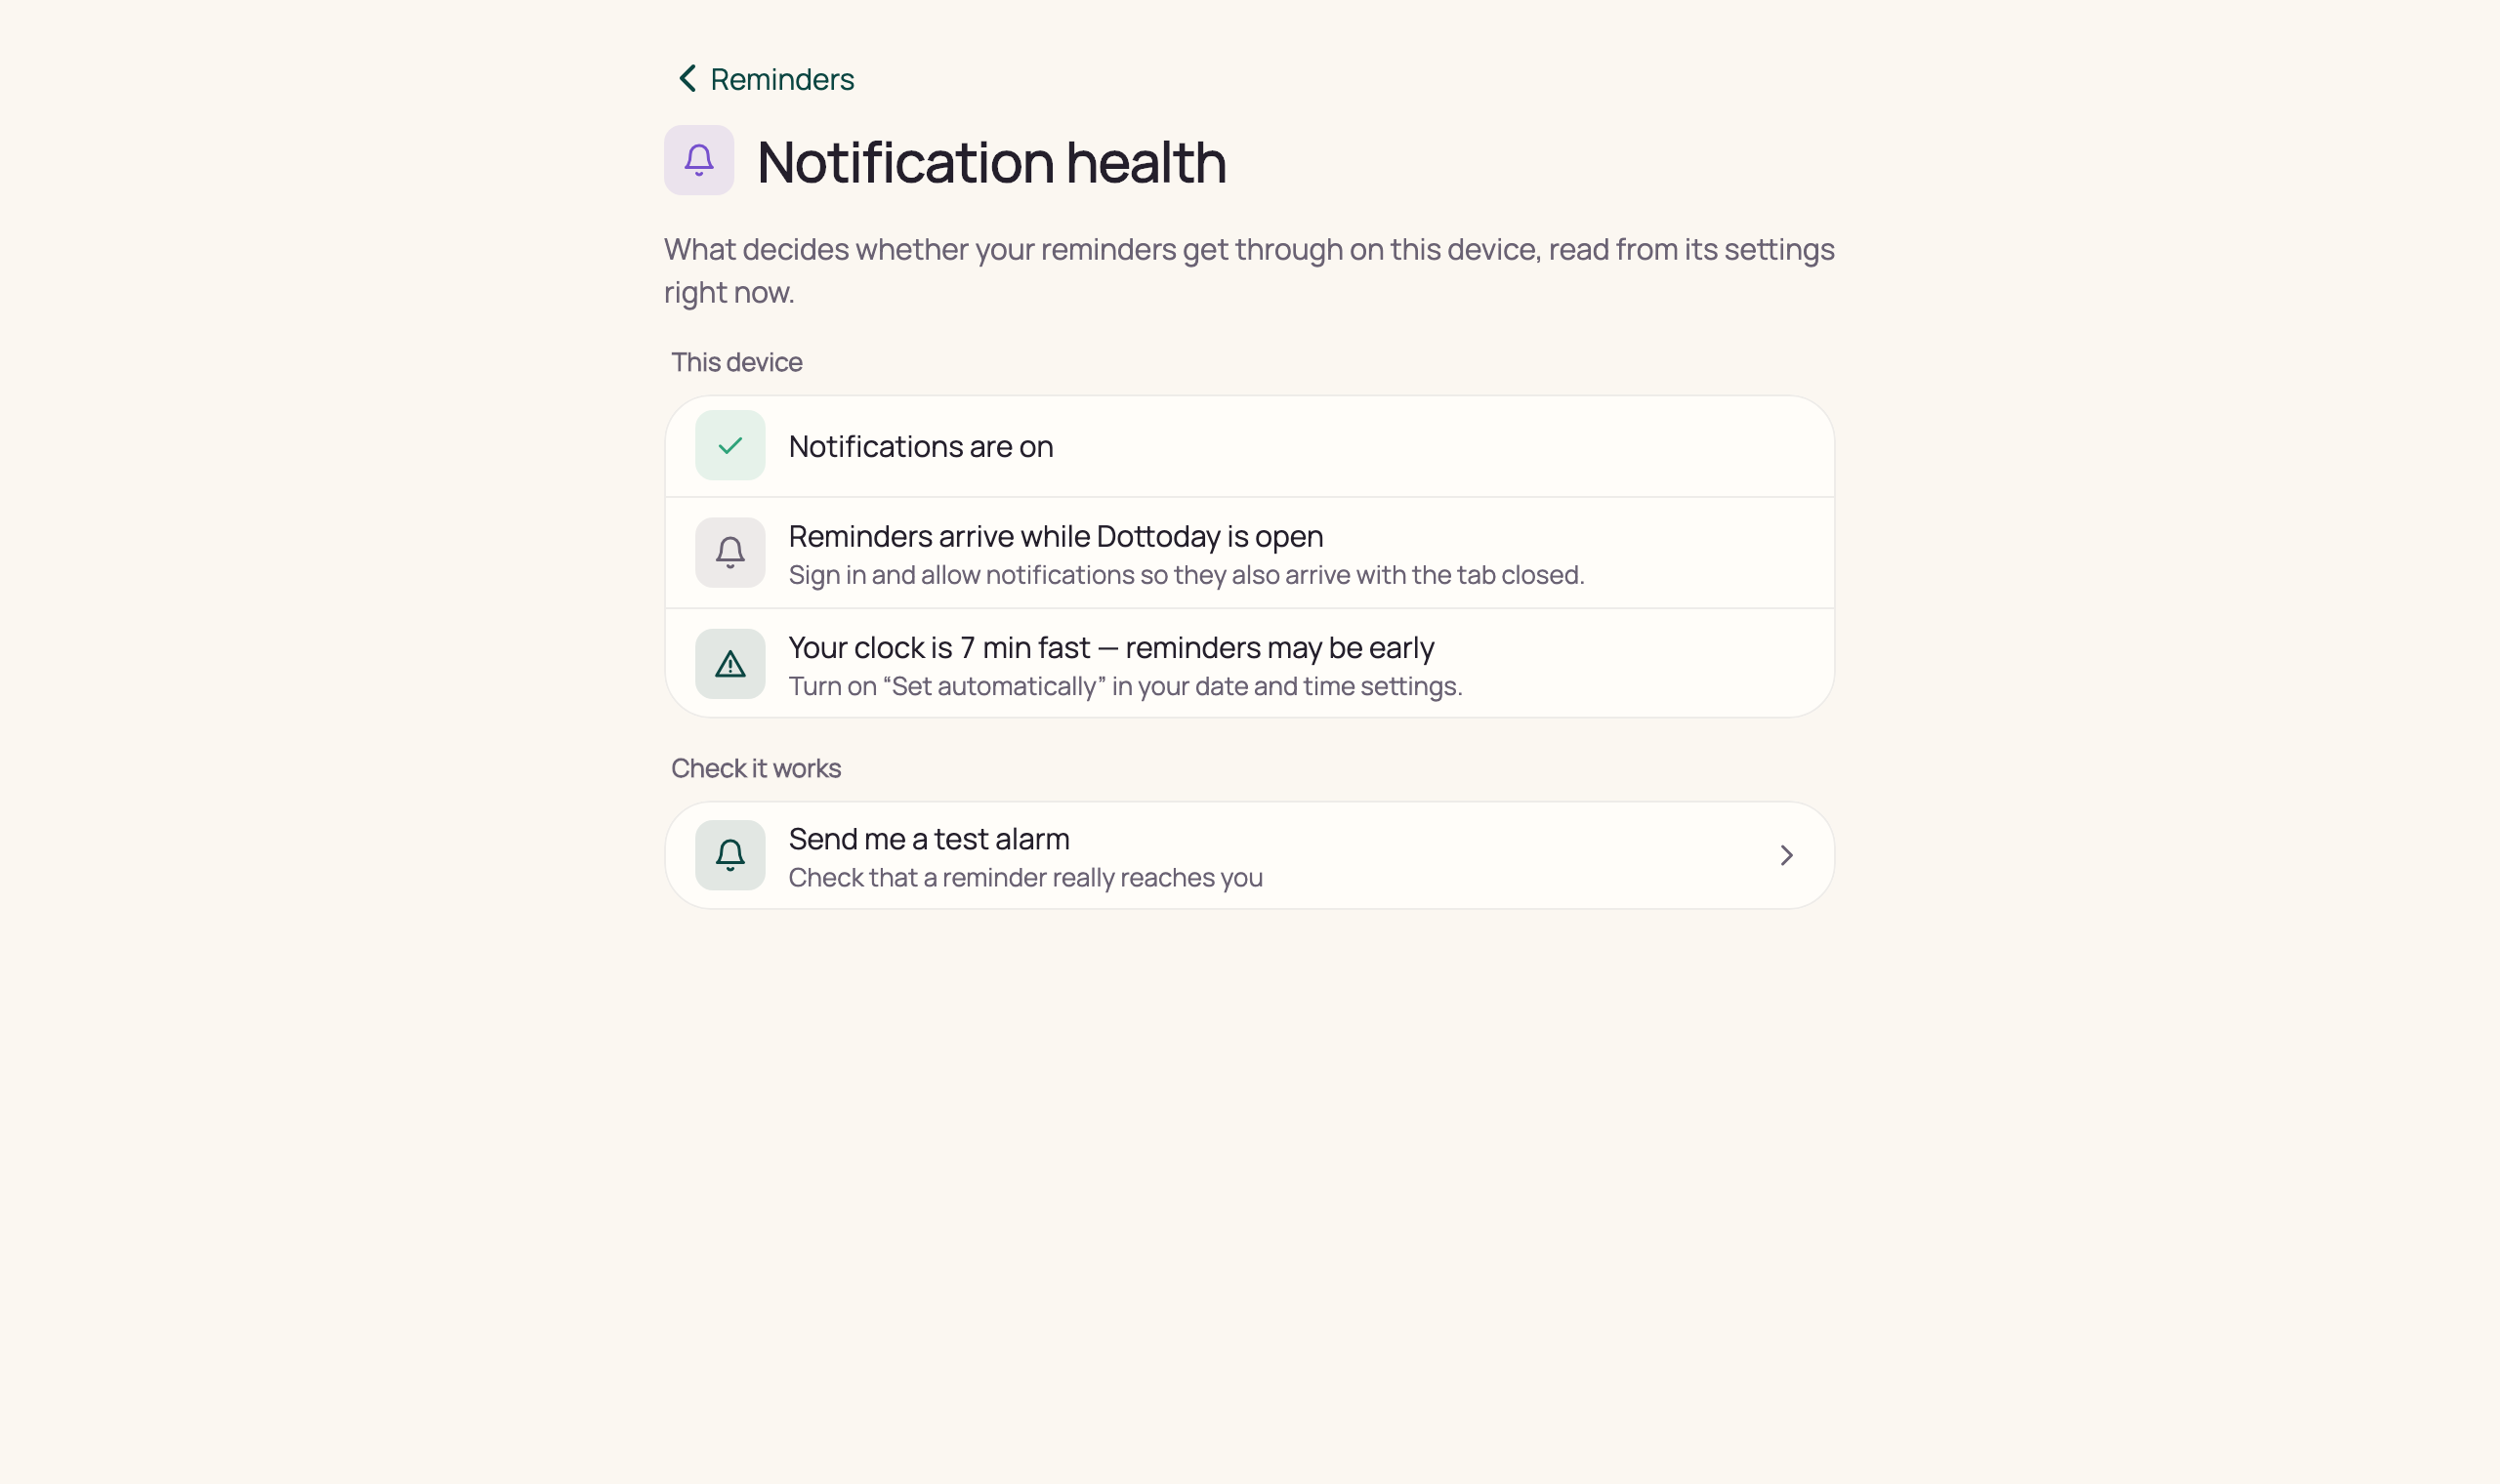 Reminders
Notification health
What decides whether your reminders get through on this device, read from its settings
right now.
This device
Notifications are on
Reminders arrive while Dottoday is open
Sign in and allow notifications so they also arrive with the tab closed.
Your clock is 7 min fast — reminders may be early
Turn on “Set automatically” in your date and time settings.
Check it works
Send me a test alarm
Check that a reminder really reaches you